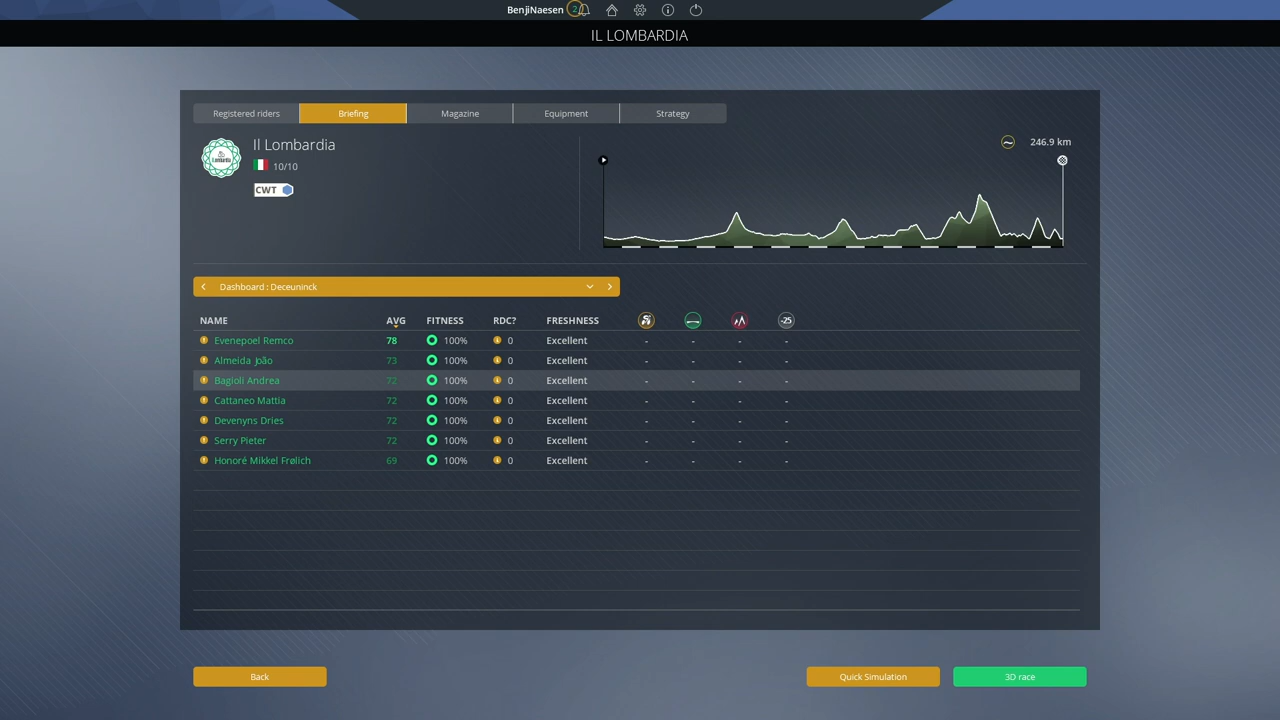 BenjiNaesen 2
IL LOMBARDIA
Registered riders Briefing Magazine Equipment Strategy
Il Lombardia
10/10
CWT
246.9 km
Dashboard : Deceuninck
NAME AVG FITNESS RDC? FRESHNESS -25
Evenepoel Remco 78 100% 0 Excellent - - - -
Almeida João 73 100% 0 Excellent - - - -
Bagioli Andrea 72 100% 0 Excellent - - - -
Cattaneo Mattia 72 100% 0 Excellent - - - -
Devenyns Dries 72 100% 0 Excellent - - - -
Serry Pieter 72 100% 0 Excellent - - - -
Honoré Mikkel Frølich 69 100% 0 Excellent - - - -
Back Quick Simulation 3D race